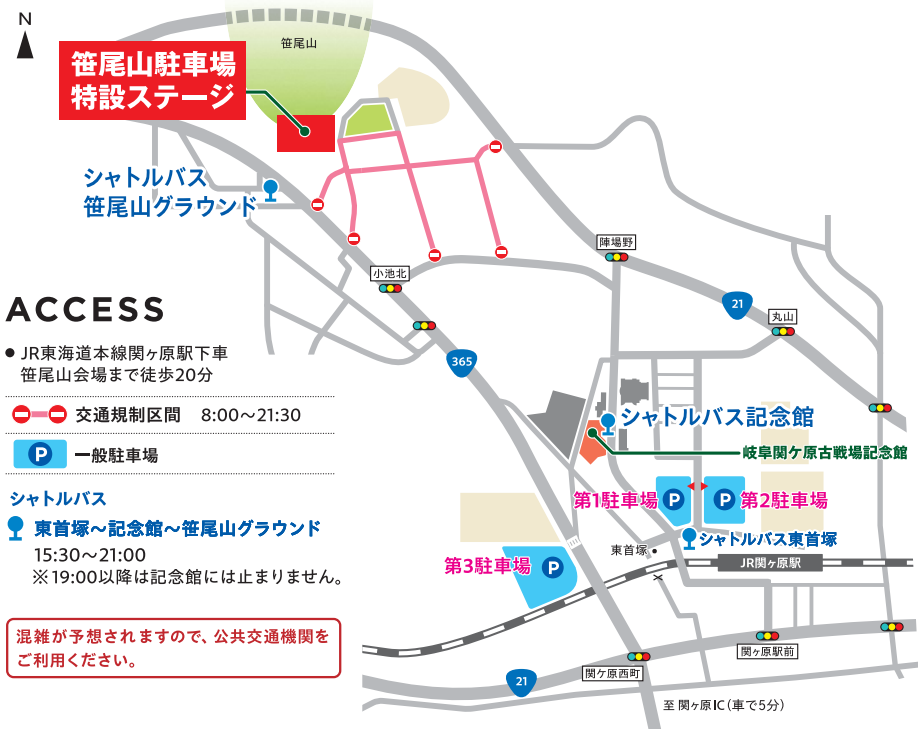 N
笹尾山
笹尾山駐車場
特設ステージ
シャトルバス
笹尾山グラウンド
陣場野
小池北
21
丸山
365
ACCESS
● JR東海道本線関ヶ原駅下車
笹尾山会場まで徒歩20分
交通規制区間 8:00〜21:30
P 一般駐車場
シャトルバス
東首塚〜記念館〜笹尾山グラウンド
15:30〜21:00
※19:00以降は記念館には止まりません。
混雑が予想されますので、公共交通機関を
ご利用ください。
シャトルバス記念館
岐阜関ケ原古戦場記念館
第1駐車場 P
P 第2駐車場
シャトルバス東首塚
東首塚
第3駐車場 P
JR関ヶ原駅
関ヶ原駅前
関ケ原西町
21
至 関ヶ原IC(車で5分)